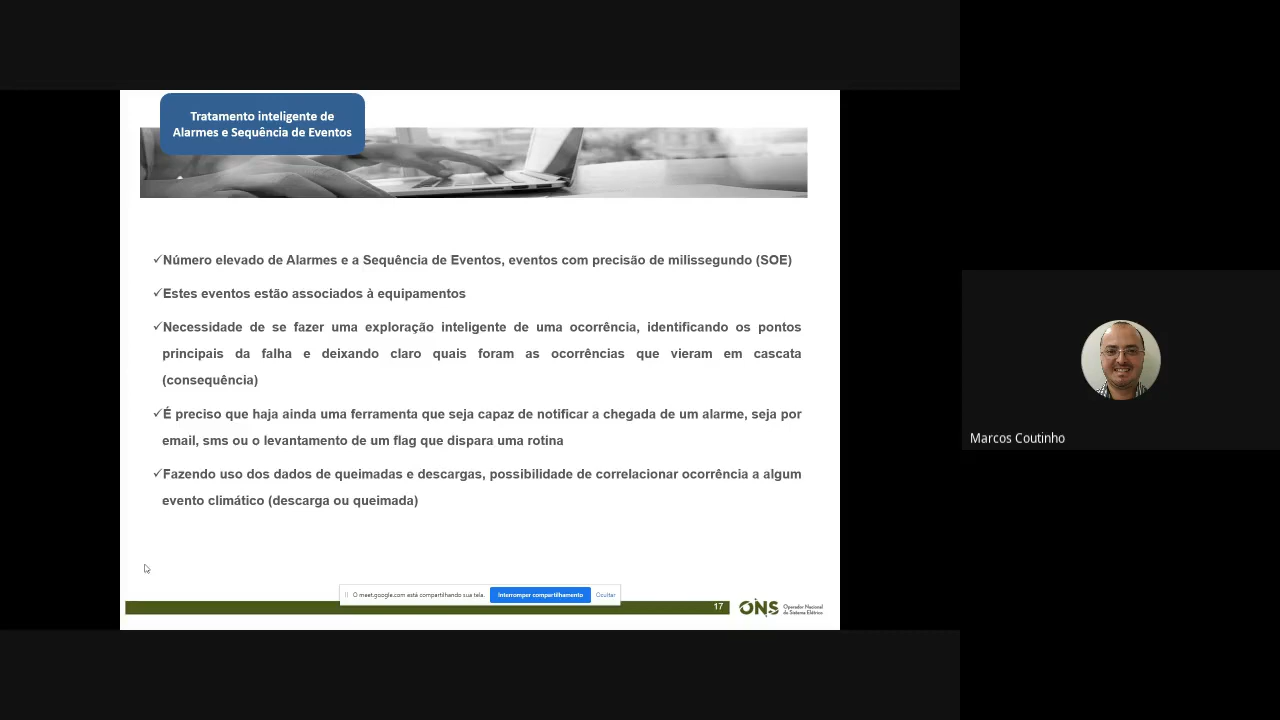 Tratamento inteligente de
Alarmes e Sequência de Eventos
✓Número elevado de Alarmes e a Sequência de Eventos, eventos com precisão de milissegundo (SOE)
✓Estes eventos estão associados à equipamentos
✓Necessidade de se fazer uma exploração inteligente de uma ocorrência, identificando os pontos
principais da falha e deixando claro quais foram as ocorrências que vieram em cascata
(consequência)
✓É preciso que haja ainda uma ferramenta que seja capaz de notificar a chegada de um alarme, seja por
email, sms ou o levantamento de um flag que dispara uma rotina
✓Fazendo uso dos dados de queimadas e descargas, possibilidade de correlacionar ocorrência a algum
evento climático (descarga ou queimada)
Marcos Coutinho
O meet.google.com está compartilhando sua tela.
Interromper compartilhamento
Ocultar
17
ONS
Operador Nacional
do Sistema Elétrico